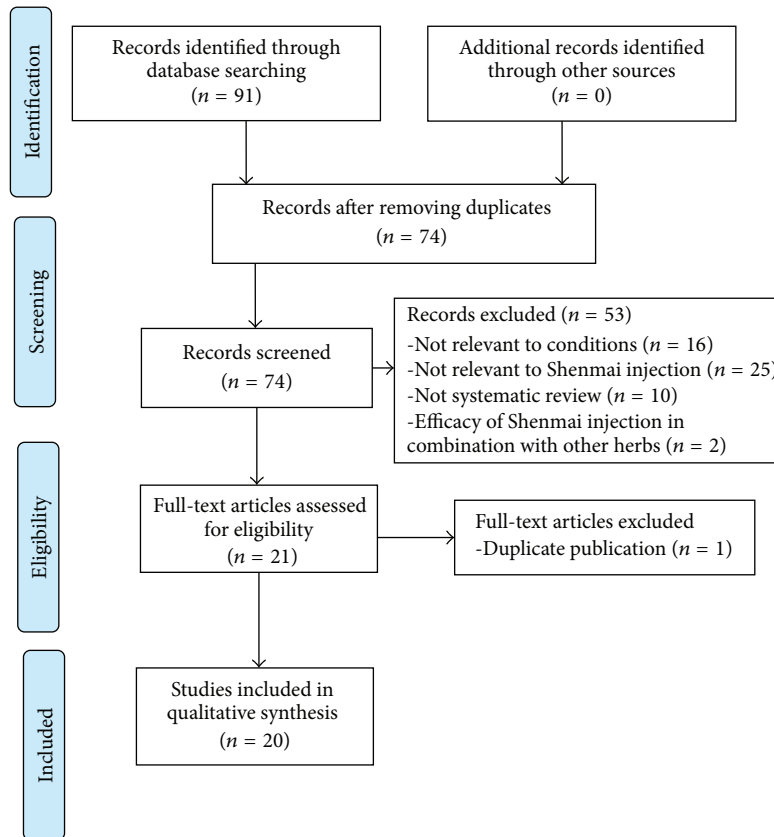 Identification
Records identified through
database searching
(n = 91)
Additional records identified
through other sources
(n = 0)
Records after removing duplicates
(n = 74)
Screening
Records screened
(n = 74)
Records excluded (n = 53)
-Not relevant to conditions (n = 16)
-Not relevant to Shenmai injection (n = 25)
-Not systematic review (n = 10)
-Efficacy of Shenmai injection in
combination with other herbs (n = 2)
Eligibility
Full-text articles assessed
for eligibility
(n = 21)
Full-text articles excluded
-Duplicate publication (n = 1)
Included
Studies included in
qualitative synthesis
(n = 20)